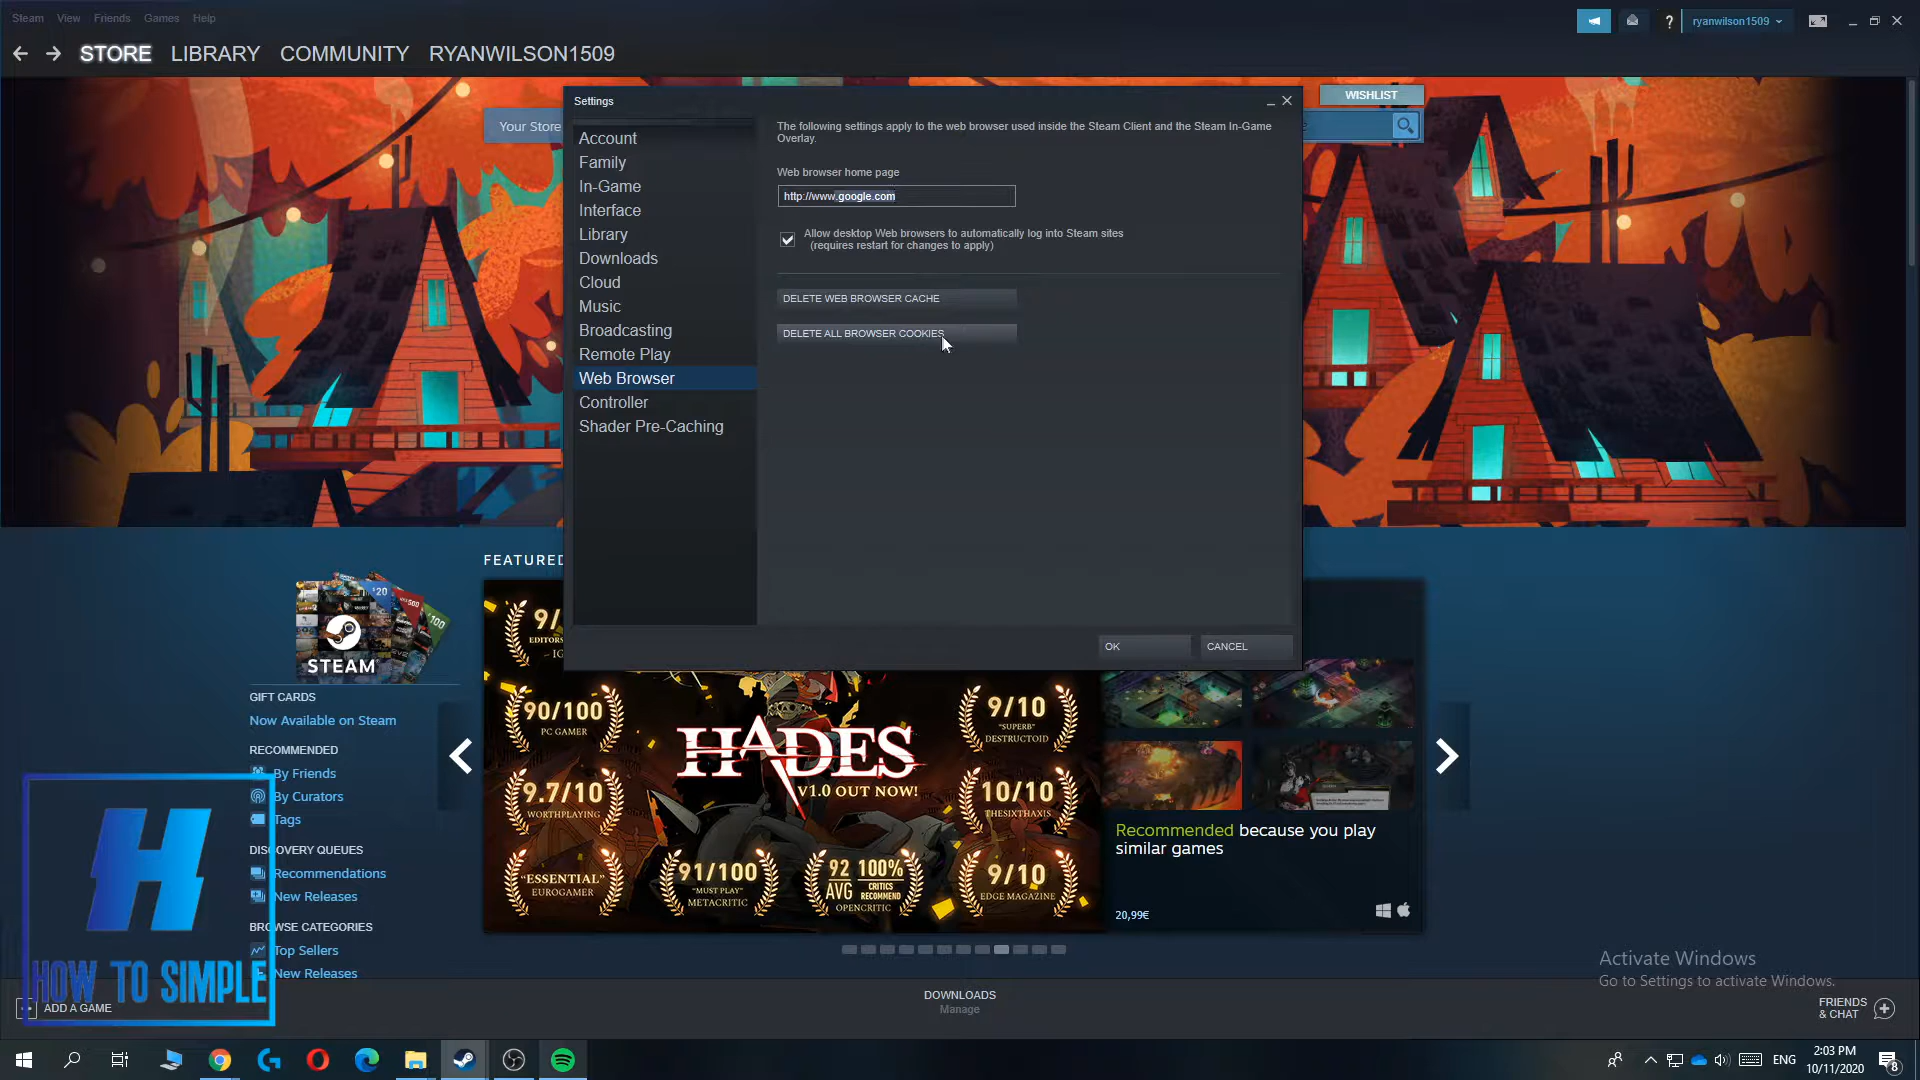 Steam View Friends Games Help
ryanwilson1509
STORE LIBRARY COMMUNITY RYANWILSON1509
WISHLIST
Your Store
Settings
Account
Family
In-Game
Interface
Library
Downloads
Cloud
Music
Broadcasting
Remote Play
Web Browser
Controller
Shader Pre-Caching
The following settings apply to the web browser used inside the Steam Client and the Steam In-Game
Overlay.
Web browser home page
http://www.google.com
Allow desktop Web browsers to automatically log into Steam sites
(requires restart for changes to apply)
DELETE WEB BROWSER CACHE
DELETE ALL BROWSER COOKIES
OK CANCEL
FEATURED
STEAM
GIFT CARDS
Now Available on Steam
RECOMMENDED
By Friends
By Curators
Tags
DISCOVERY QUEUES
Recommendations
New Releases
BROWSE CATEGORIES
Top Sellers
New Releases
HOW TO SIMPLE
ADD A GAME
9/
EDITORS
IG
90/100
PC GAMER
9.7/10
WORTHPLAYING
"ESSENTIAL"
EUROGAMER
HADES
V1.0 OUT NOW!
91/100
"MUST PLAY"
METACRITIC
92 AVG
100% CRITICS RECOMMEND
OPENCRITIC
9/10
"SUPERB"
DESTRUCTOID
10/10
THESIXTHAXIS
9/10
EDGE MAGAZINE
Recommended because you play
similar games
20,99€
DOWNLOADS
Manage
Activate Windows
Go to Settings to activate Windows.
FRIENDS
& CHAT
ENG
2:03 PM
10/11/2020
8